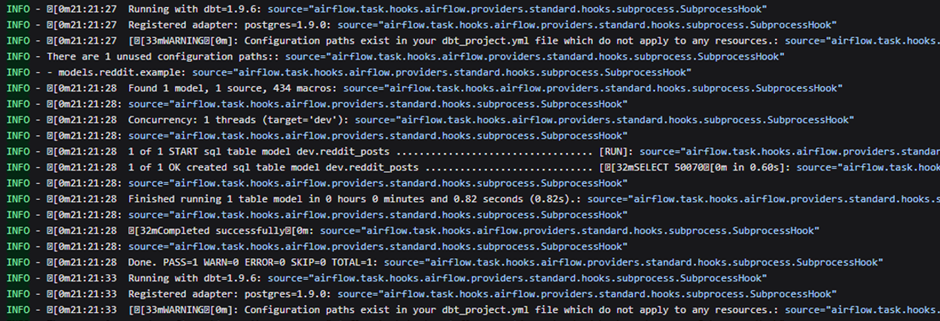 INFO - �[0m21:21:27  Running with dbt=1.9.6: source="airflow.task.hooks.airflow.providers.standard.hooks.subprocess.SubprocessHook"
INFO - �[0m21:21:27  Registered adapter: postgres=1.9.0: source="airflow.task.hooks.airflow.providers.standard.hooks.subprocess.SubprocessHook"
INFO - �[0m21:21:27  [�[33mWARNING�[0m]: Configuration paths exist in your dbt_project.yml file which do not apply to any resources.: source="airflow.task.hooks.
INFO - There are 1 unused configuration paths:: source="airflow.task.hooks.airflow.providers.standard.hooks.subprocess.SubprocessHook"
INFO - - models.reddit.example: source="airflow.task.hooks.airflow.providers.standard.hooks.subprocess.SubprocessHook"
INFO - �[0m21:21:28  Found 1 model, 1 source, 434 macros: source="airflow.task.hooks.airflow.providers.standard.hooks.subprocess.SubprocessHook"
INFO - �[0m21:21:28: source="airflow.task.hooks.airflow.providers.standard.hooks.subprocess.SubprocessHook"
INFO - �[0m21:21:28  Concurrency: 1 threads (target='dev'): source="airflow.task.hooks.airflow.providers.standard.hooks.subprocess.SubprocessHook"
INFO - �[0m21:21:28: source="airflow.task.hooks.airflow.providers.standard.hooks.subprocess.SubprocessHook"
INFO - �[0m21:21:28  1 of 1 START sql table model dev.reddit_posts ................................ [RUN]: source="airflow.task.hooks.airflow.providers.standa
INFO - �[0m21:21:28  1 of 1 OK created sql table model dev.reddit_posts ........................... [�[32mSELECT 50070�[0m in 0.60s]: source="airflow.task.hook
INFO - �[0m21:21:28: source="airflow.task.hooks.airflow.providers.standard.hooks.subprocess.SubprocessHook"
INFO - �[0m21:21:28  Finished running 1 table model in 0 hours 0 minutes and 0.82 seconds (0.82s).: source="airflow.task.hooks.airflow.providers.standard.hooks.s
INFO - �[0m21:21:28: source="airflow.task.hooks.airflow.providers.standard.hooks.subprocess.SubprocessHook"
INFO - �[0m21:21:28  �[32mCompleted successfully�[0m: source="airflow.task.hooks.airflow.providers.standard.hooks.subprocess.SubprocessHook"
INFO - �[0m21:21:28: source="airflow.task.hooks.airflow.providers.standard.hooks.subprocess.SubprocessHook"
INFO - �[0m21:21:28  Done. PASS=1 WARN=0 ERROR=0 SKIP=0 TOTAL=1: source="airflow.task.hooks.airflow.providers.standard.hooks.subprocess.SubprocessHook"
INFO - �[0m21:21:33  Running with dbt=1.9.6: source="airflow.task.hooks.airflow.providers.standard.hooks.subprocess.SubprocessHook"
INFO - �[0m21:21:33  Registered adapter: postgres=1.9.0: source="airflow.task.hooks.airflow.providers.standard.hooks.subprocess.SubprocessHook"
INFO - �[0m21:21:33  [�[33mWARNING�[0m]: Configuration paths exist in your dbt_project.yml file which do not apply to any resources.: source="airflow.task.hooks.